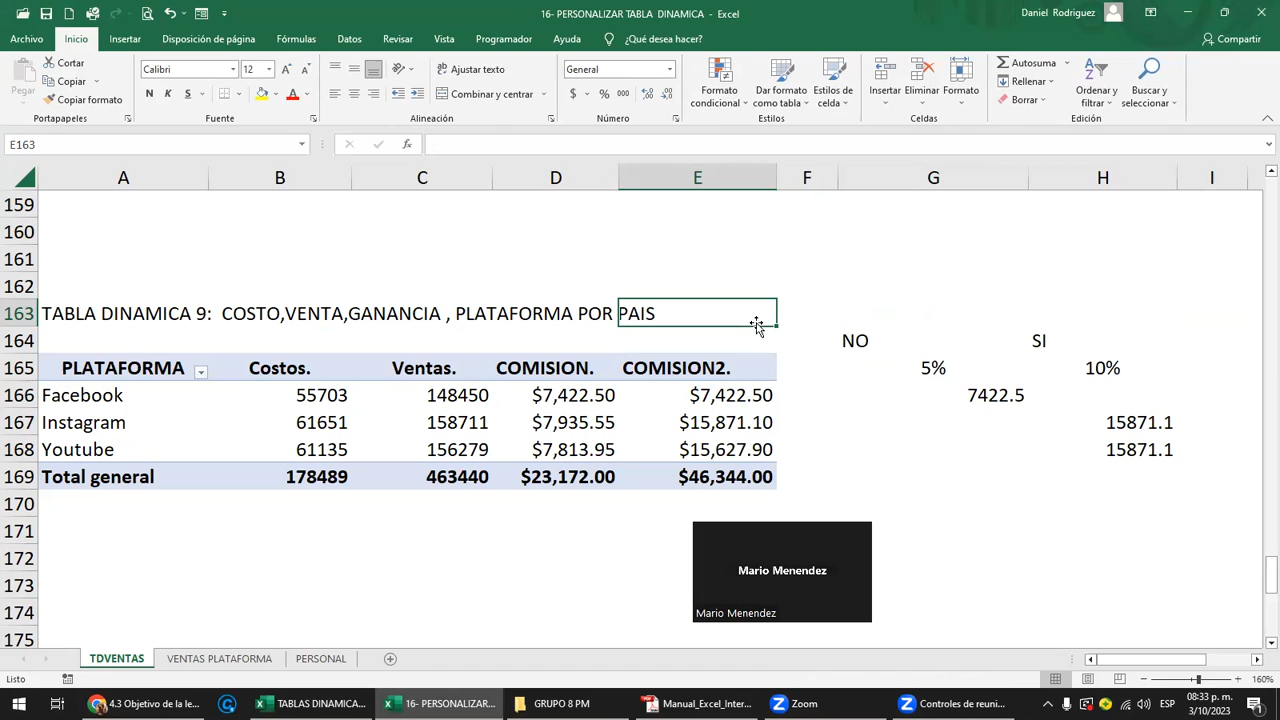 16- PERSONALIZAR TABLA DINAMICA - Excel
Daniel Rodriguez
Archivo Inicio Insertar Disposición de página Fórmulas Datos Revisar Vista Programador Ayuda ¿Qué desea hacer? Compartir
Pegar
Cortar
Copiar
Copiar formato
Calibri 12
N K S
Ajustar texto
Combinar y centrar
General
$ % 000
Formato condicional
Dar formato como tabla
Estilos de celda
Insertar Eliminar Formato
Autosuma
Rellenar
Borrar
Ordenar y filtrar
Buscar y seleccionar
Portapapeles Fuente Alineación Número Estilos Celdas Edición
E163 fx
A B C D E F G H I
159
160
161
162
163 TABLA DINAMICA 9: COSTO,VENTA,GANANCIA , PLATAFORMA POR PAIS
164 NO SI
165 PLATAFORMA Costos. Ventas. COMISION. COMISION2. 5% 10%
166 Facebook 55703 148450 $7,422.50 $7,422.50 7422.5
167 Instagram 61651 158711 $7,935.55 $15,871.10 15871.1
168 Youtube 61135 156279 $7,813.95 $15,627.90 15871.1
169 Total general 178489 463440 $23,172.00 $46,344.00
170
171
172
173
174
175
Mario Menendez
Mario Menendez
TDVENTAS VENTAS PLATAFORMA PERSONAL
Listo 160%
4.3 Objetivo de la le... TABLAS DINAMICA... 16- PERSONALIZAR... GRUPO 8 PM Manual_Excel_Inter... Zoom Controles de reuni... ESP 08:33 p. m.
3/10/2023